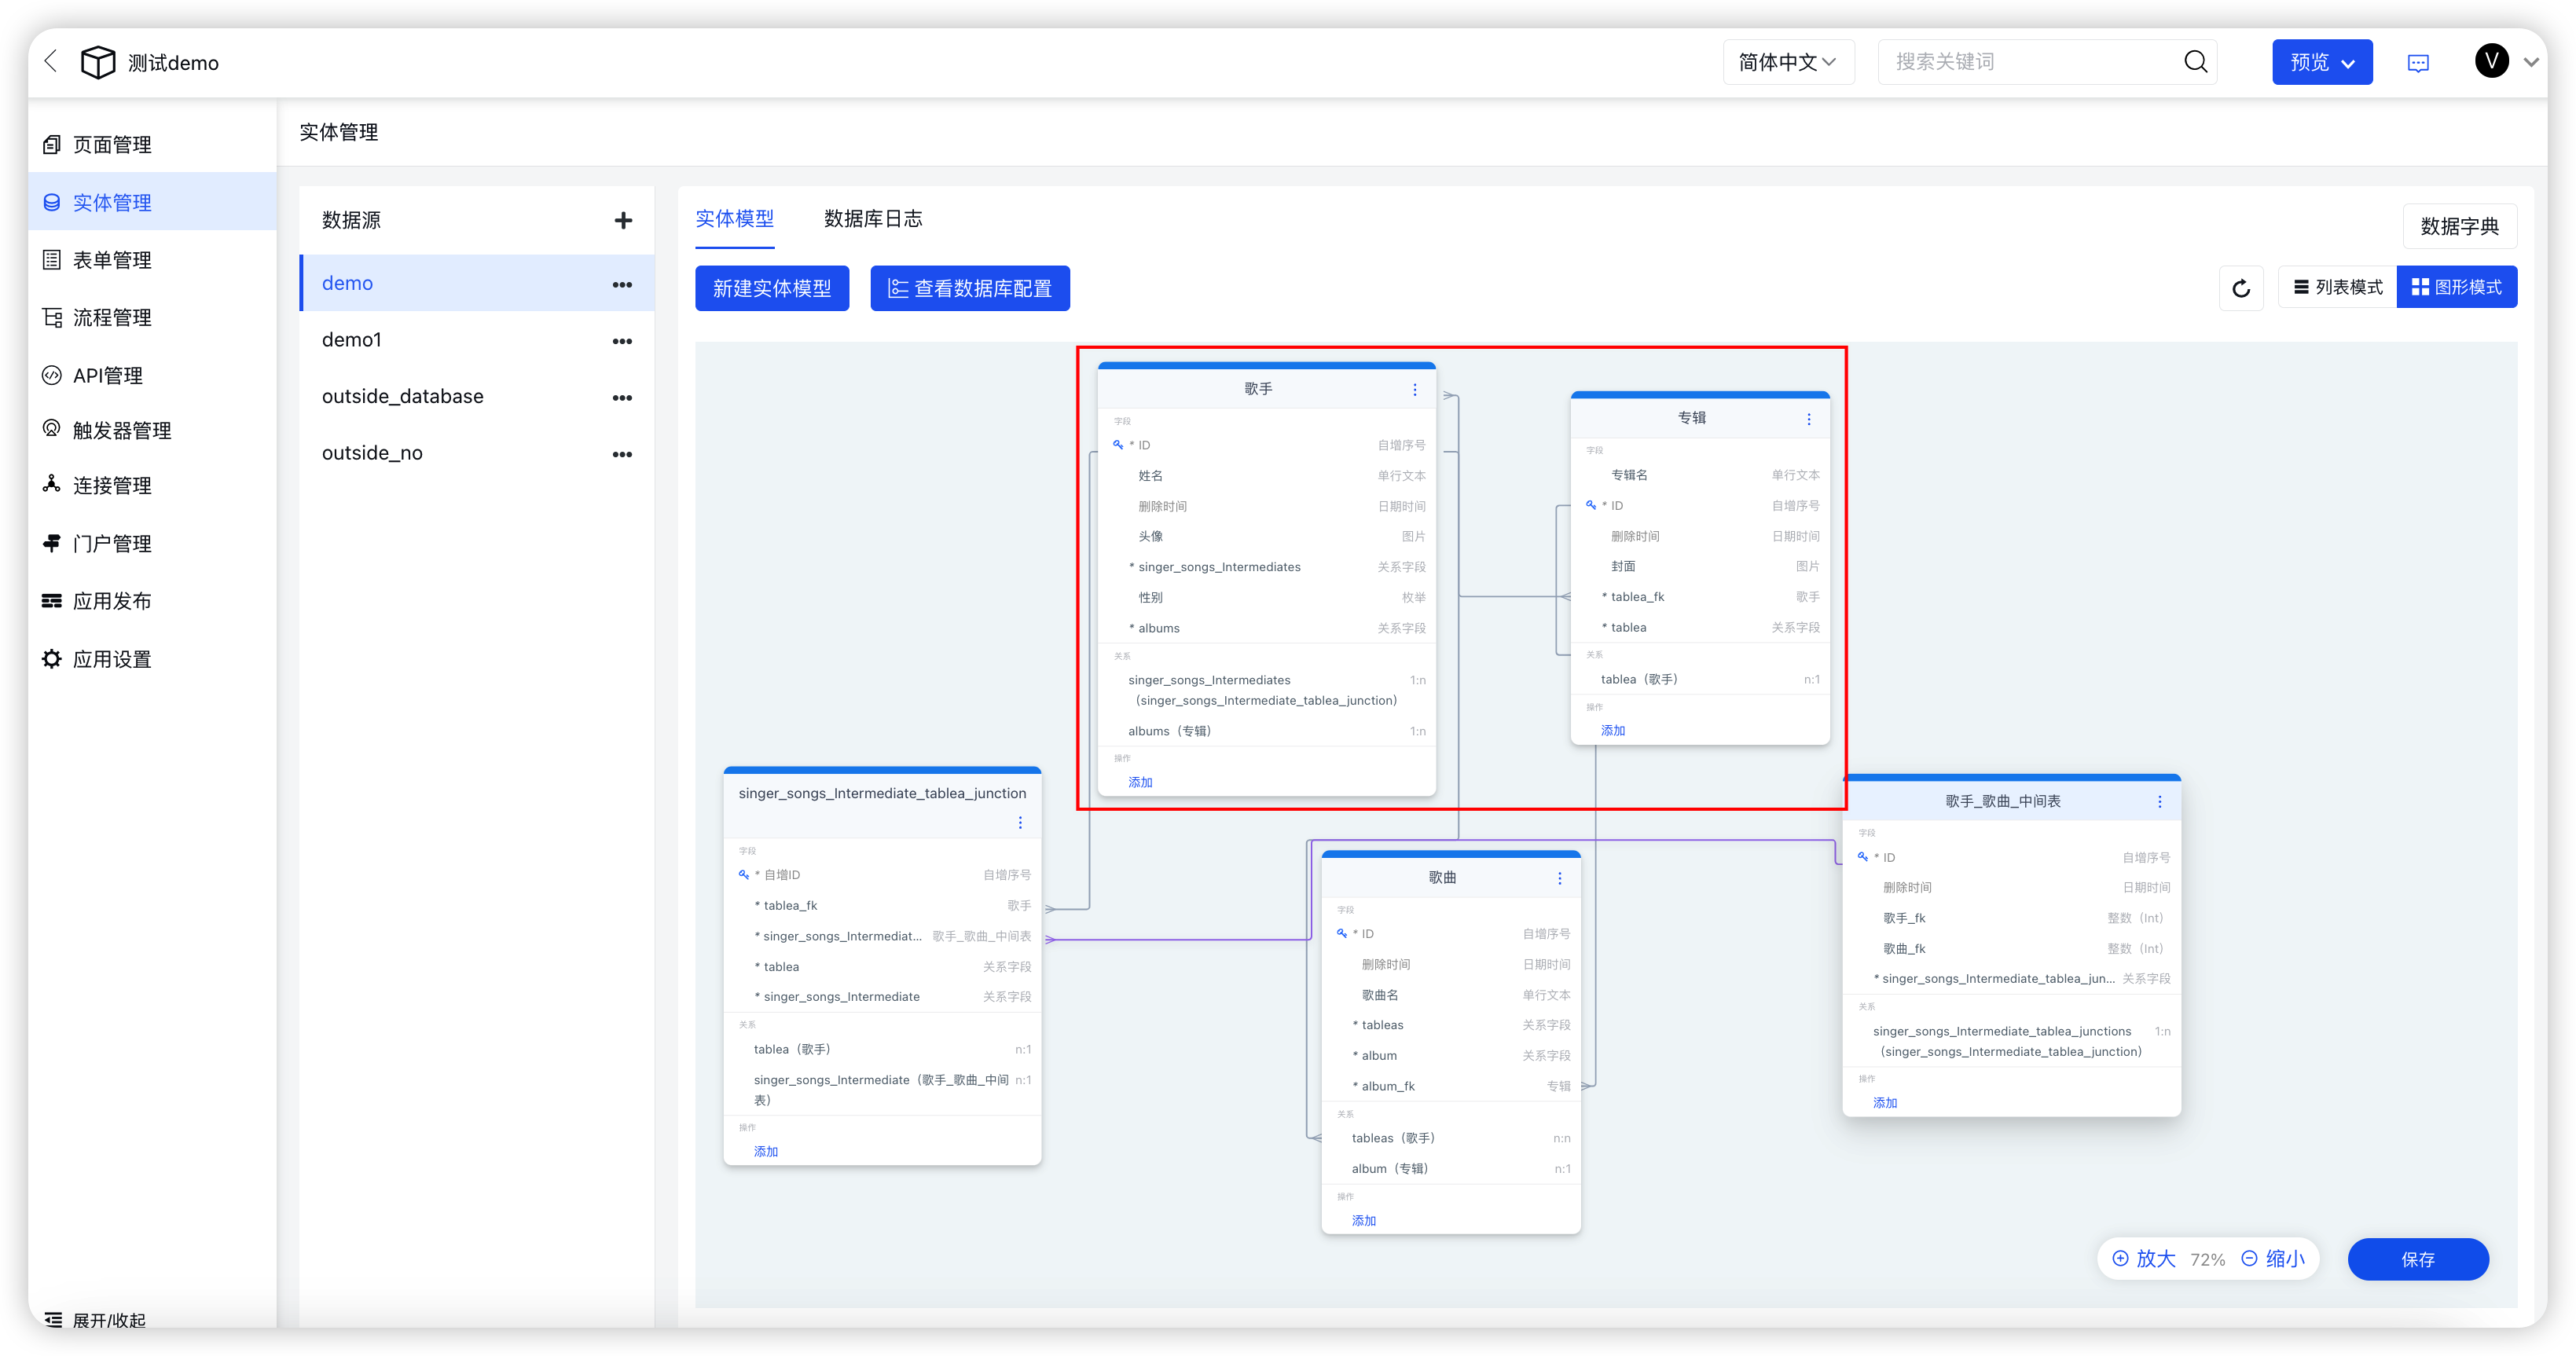 测试demo
简体中文
搜索关键词
预览
V
页面管理
实体管理
表单管理
流程管理
API管理
触发器管理
连接管理
门户管理
应用发布
应用设置
展开/收起
实体管理
数据源
demo
demo1
outside_database
outside_no
实体模型 数据库日志
数据字典
新建实体模型 查看数据库配置
列表模式 图形模式
歌手
字段
* ID 自增序号
姓名 单行文本
删除时间 日期时间
头像 图片
* singer_songs_Intermediates 关系字段
性别 枚举
* albums 关系字段
关系
singer_songs_Intermediates 1:n
(singer_songs_Intermediate_tablea_junction)
albums（专辑） 1:n
操作
添加
专辑
字段
专辑名 单行文本
* ID 自增序号
删除时间 日期时间
封面 图片
* tablea_fk 歌手
* tablea 关系字段
关系
tablea（歌手） n:1
操作
添加
singer_songs_Intermediate_tablea_junction
字段
* 自增ID 自增序号
* tablea_fk 歌手
* singer_songs_Intermediat... 歌手_歌曲_中间表
* tablea 关系字段
* singer_songs_Intermediate 关系字段
关系
tablea（歌手） n:1
singer_songs_Intermediate（歌手_歌曲_中间 n:1
表）
操作
添加
歌曲
字段
* ID 自增序号
删除时间 日期时间
歌曲名 单行文本
* tableas 关系字段
* album 关系字段
* album_fk 专辑
关系
tableas（歌手） n:n
album（专辑） n:1
操作
添加
歌手_歌曲_中间表
字段
* ID 自增序号
删除时间 日期时间
歌手_fk 整数（Int）
歌曲_fk 整数（Int）
* singer_songs_Intermediate_tablea_jun... 关系字段
关系
singer_songs_Intermediate_tablea_junctions 1:n
(singer_songs_Intermediate_tablea_junction)
操作
添加
放大 72% 缩小
保存